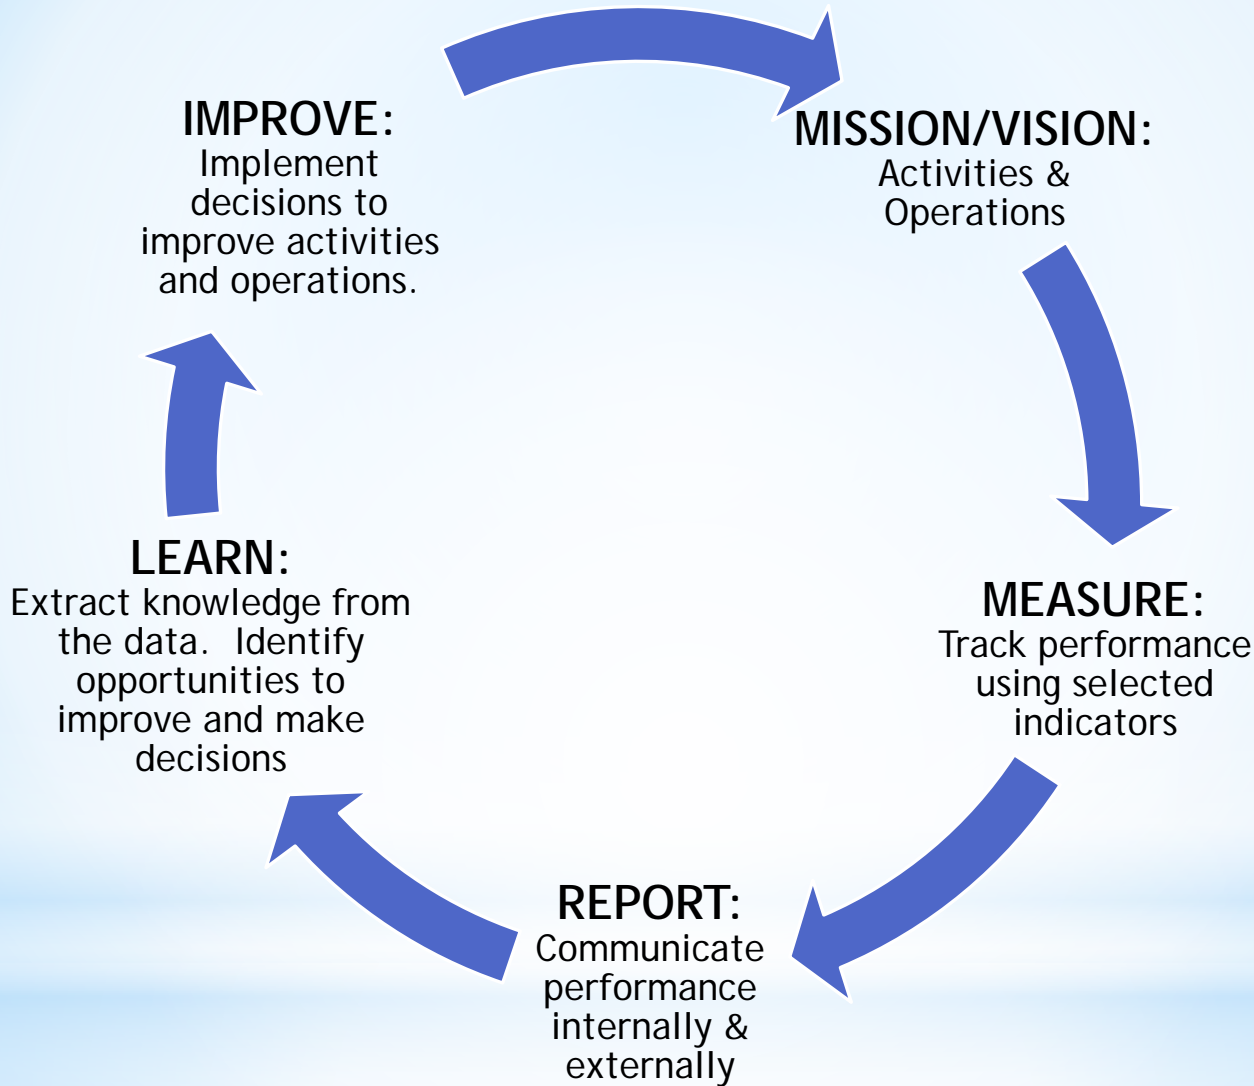 IMPROVE:
Implement
decisions to
improve activities
and operations.
MISSION/VISION:
Activities &
Operations
MEASURE:
Track performance
using selected
indicators
REPORT:
Communicate
performance
internally &
externally
LEARN:
Extract knowledge from
the data.  Identify
opportunities to
improve and make
decisions